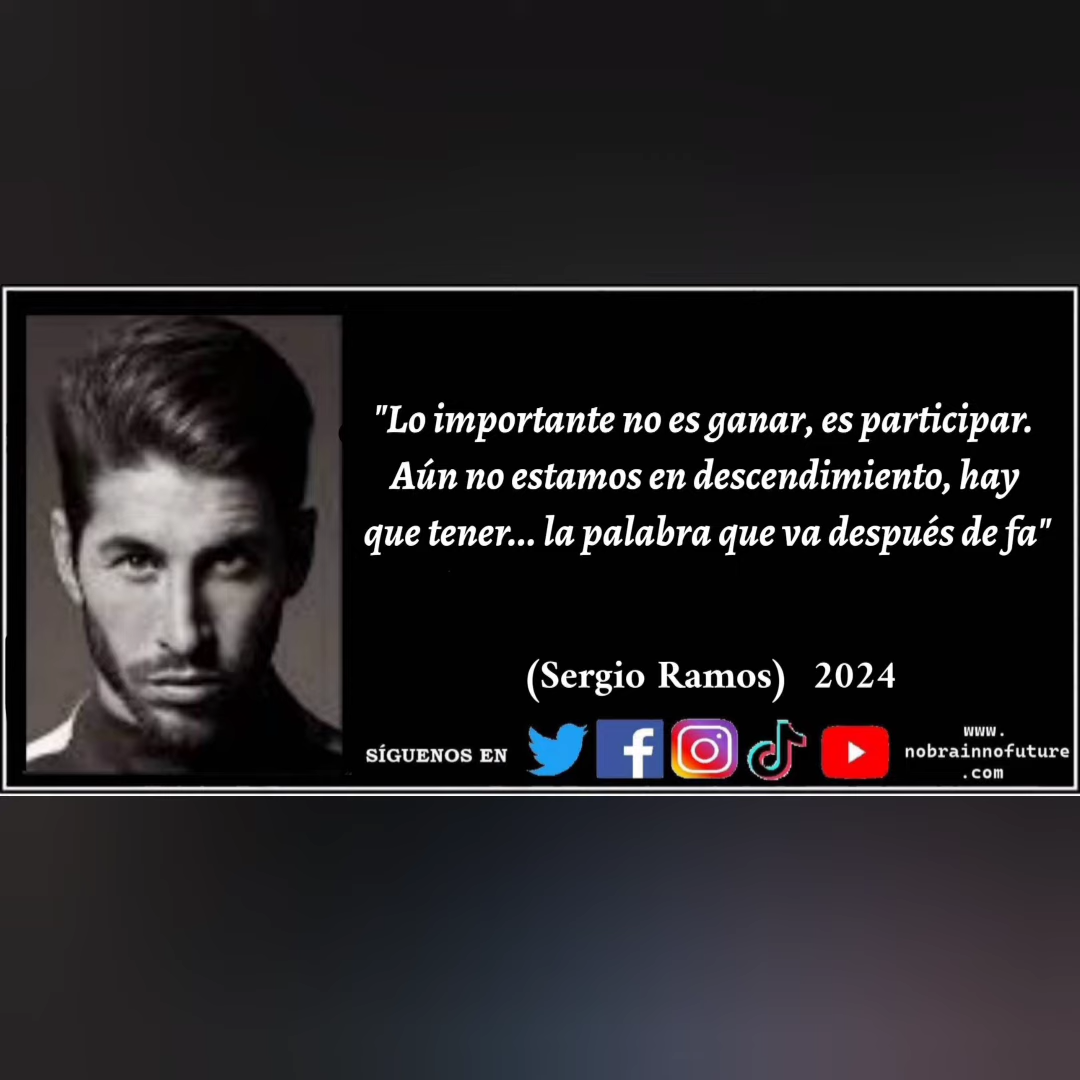 "Lo importante no es ganar, es participar.
Aún no estamos en descendimiento, hay
que tener... la palabra que va después de fa"
(Sergio Ramos) 2024
SÍGUENOS EN
www.
nobrainnofuture
.com